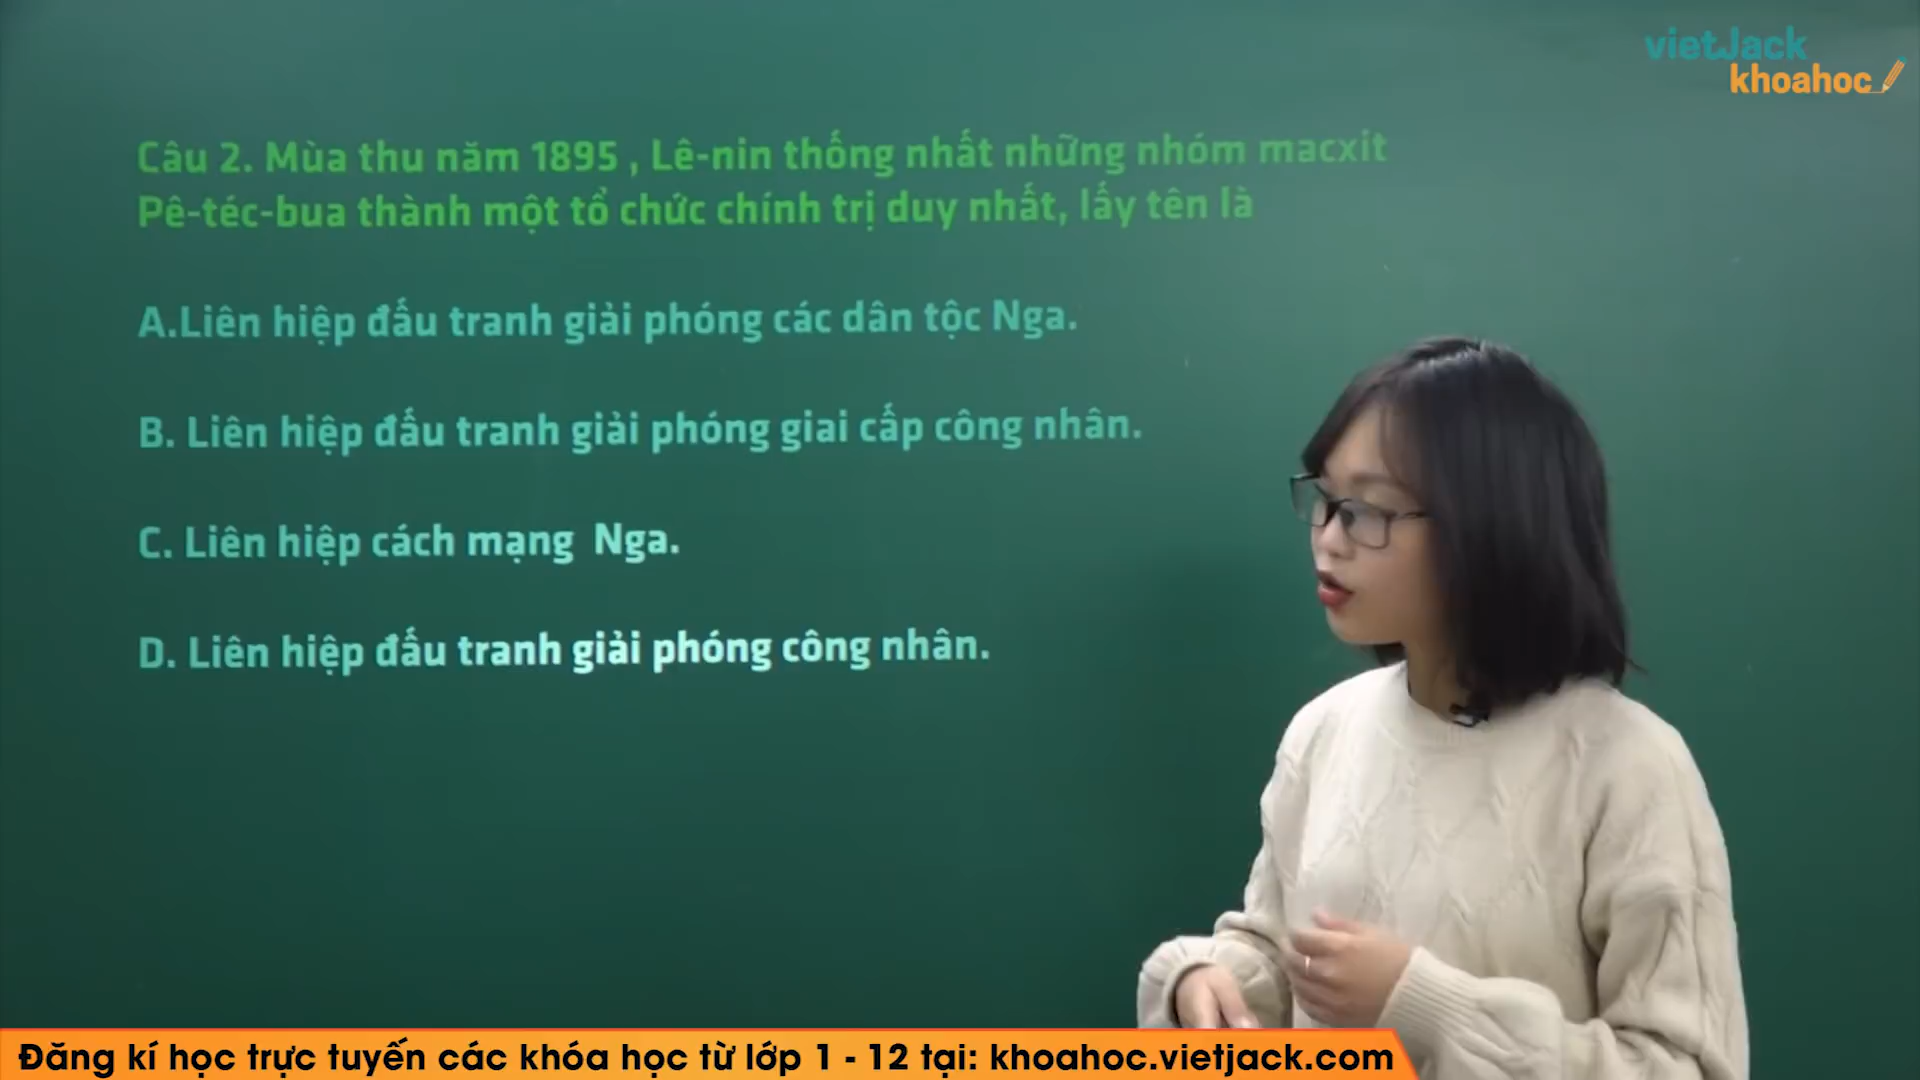 vietJack
khoahoc
Câu 2. Mùa thu năm 1895 , Lê-nin thống nhất những nhóm macxit
Pê-téc-bua thành một tổ chức chính trị duy nhất, lấy tên là
A.Liên hiệp đấu tranh giải phóng các dân tộc Nga.
B. Liên hiệp đấu tranh giải phóng giai cấp công nhân.
C. Liên hiệp cách mạng Nga.
D. Liên hiệp đấu tranh giải phóng công nhân.
Đăng kí học trực tuyến các khóa học từ lớp 1 - 12 tại: khoahoc.vietjack.com